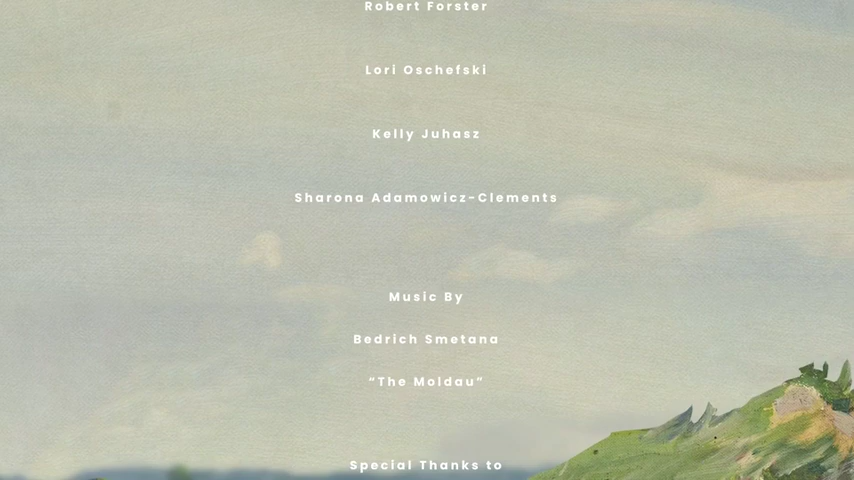 Robert Forster
Lori Oschefski
Kelly Juhasz
Sharona Adamowicz-Clements
Music By
Bedrich Smetana
“The Moldau”
Special Thanks to